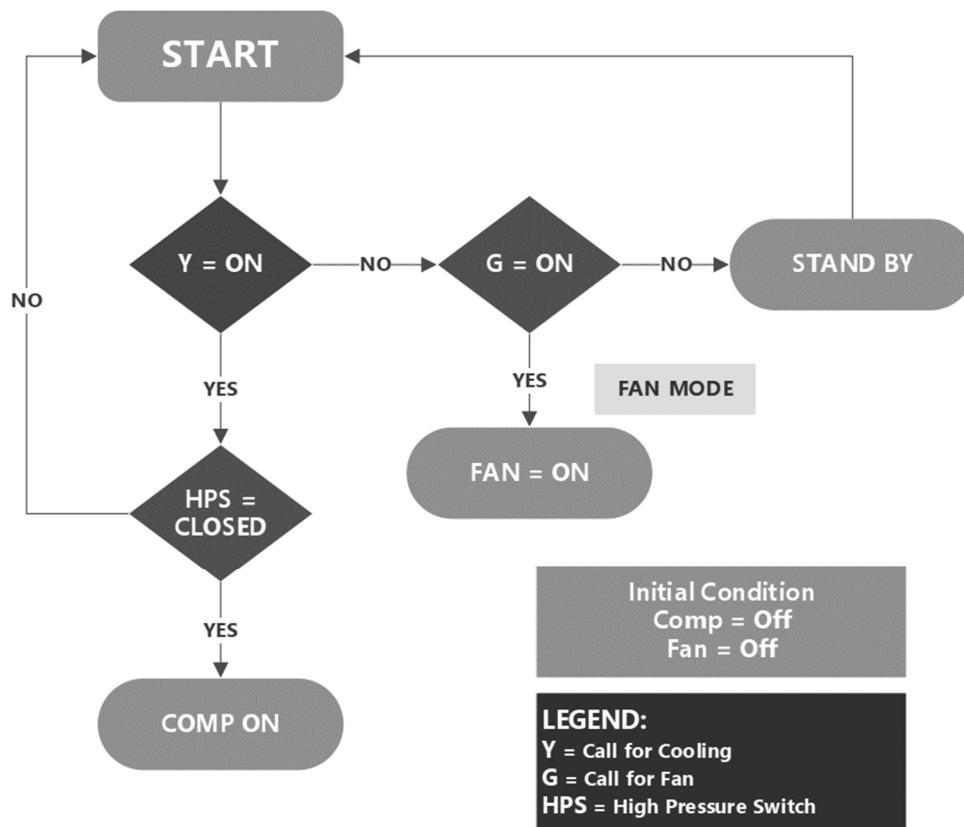 START
Y = ON
NO
G = ON
NO
STAND BY
NO
YES
YES
FAN MODE
HPS =
CLOSED
FAN = ON
YES
COMP ON
Initial Condition
Comp = Off
Fan = Off
LEGEND:
Y = Call for Cooling
G = Call for Fan
HPS = High Pressure Switch